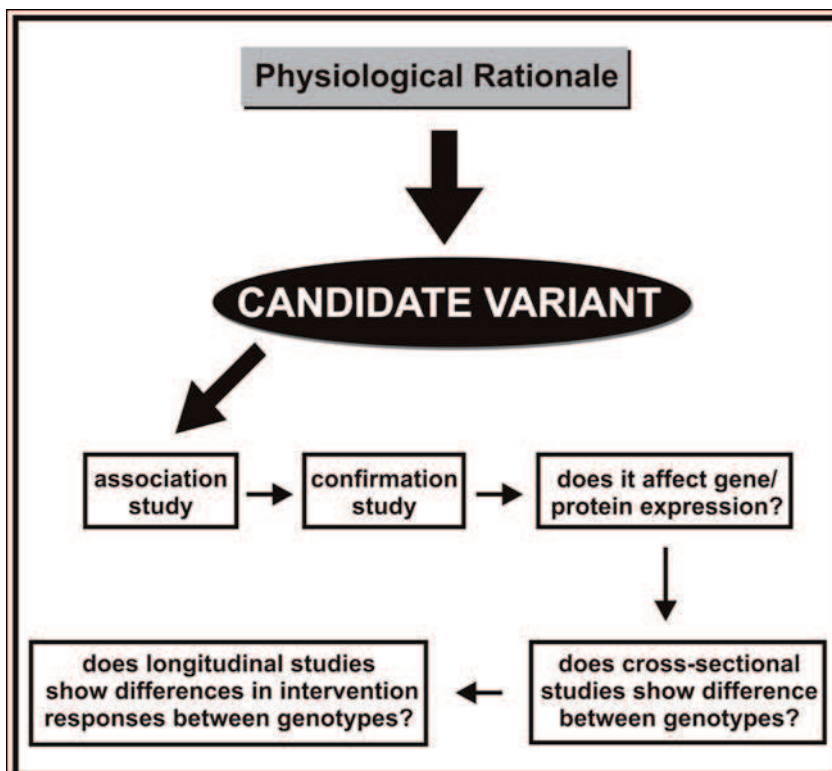 Physiological Rationale
CANDIDATE VARIANT
association
study
confirmation
study
does it affect gene/
protein expression?
does cross-sectional
studies show difference
between genotypes?
does longitudinal studies
show differences in intervention
responses between genotypes?